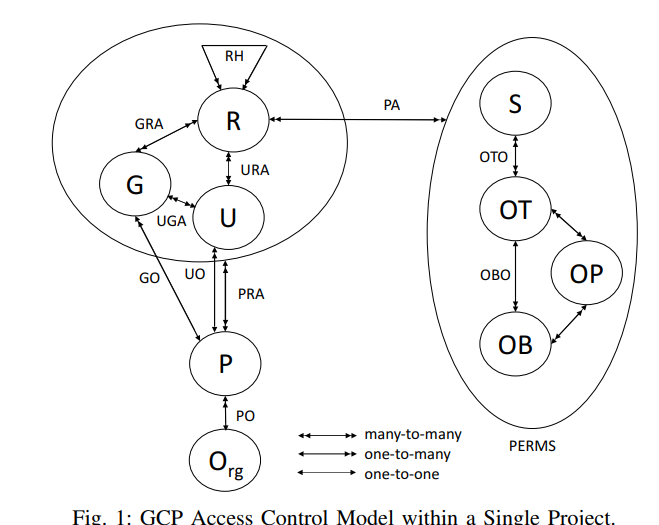 RH
PA
S
GRA
R
OTO
URA
G
U
OT
UGA
OP
GO
UO
OBO
PRA
OB
P
PO
many-to-many
one-to-many
one-to-one
PERMS
Org
Fig. 1: GCP Access Control Model within a Single Project.